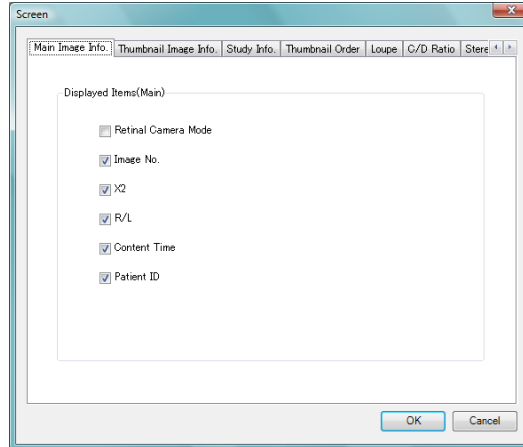 Screen
Main Image Info. Thumbnail Image Info. Study Info. Thumbnail Order Loupe C/D Ratio Stere
Displayed Items(Main)
Retinal Camera Mode
Image No.
X2
R/L
Content Time
Patient ID
OK Cancel